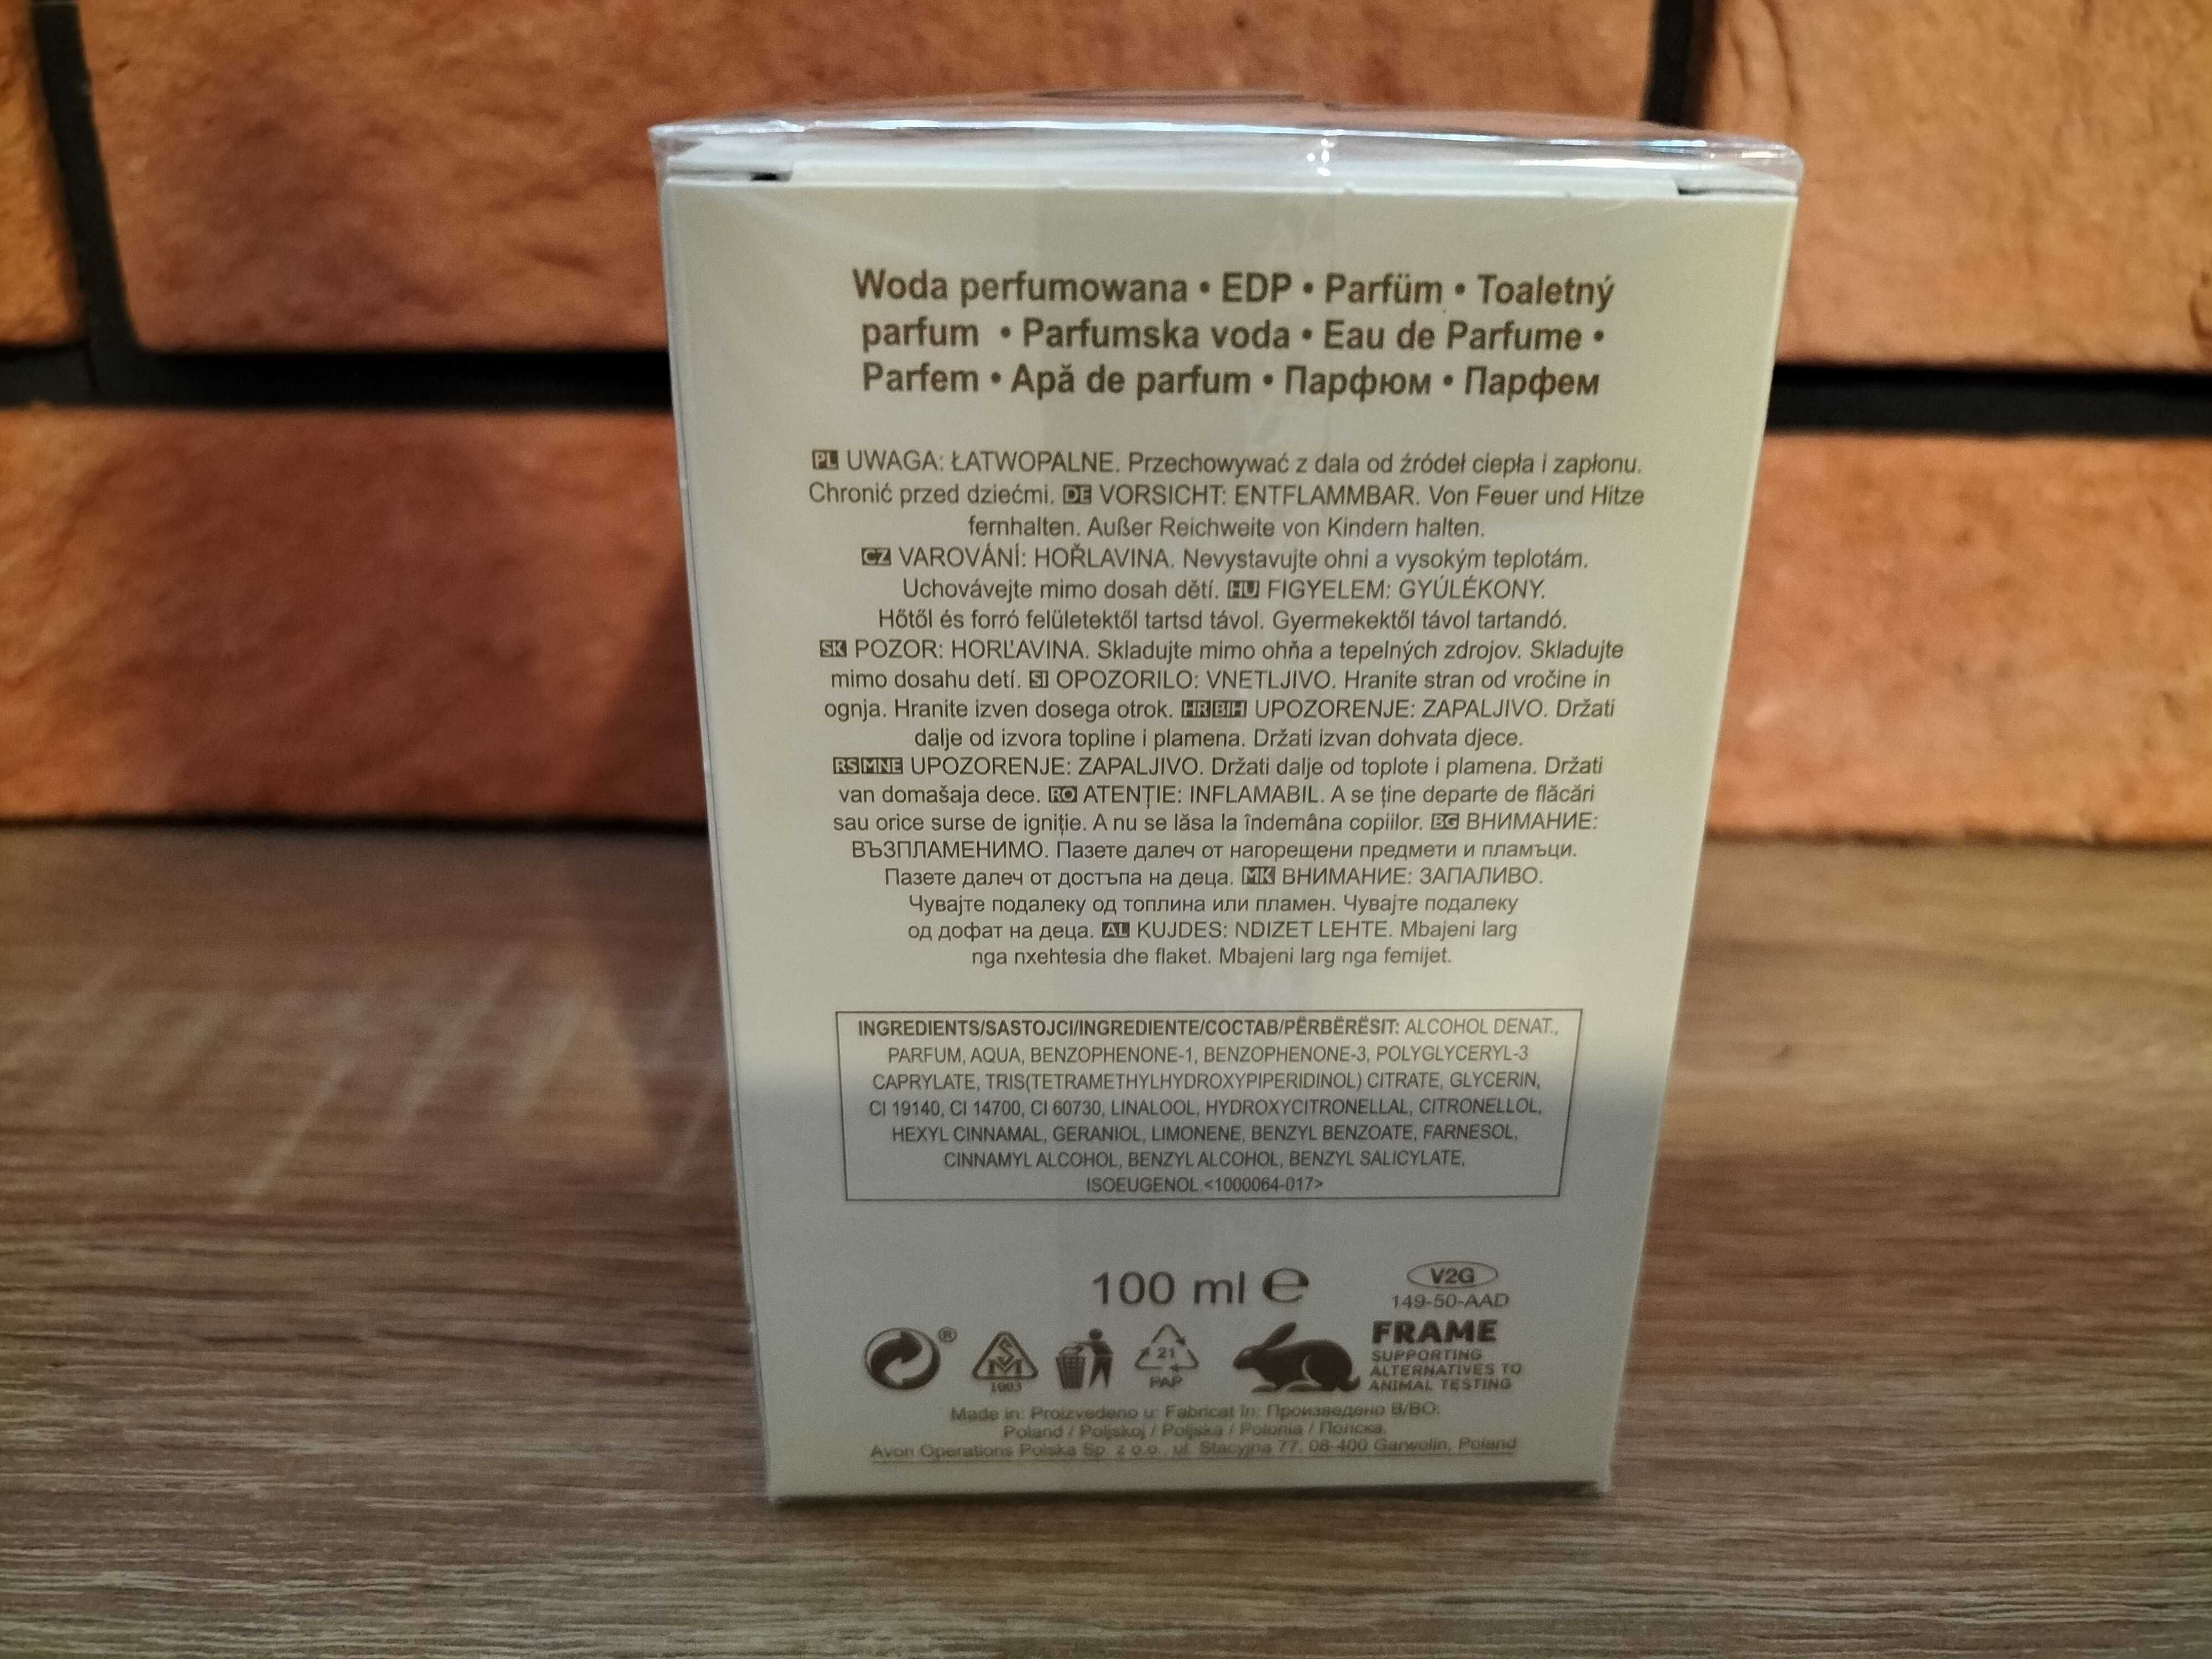 Woda perfumowana • EDP • Parfüm • Toaletný
parfum • Parfumska voda • Eau de Parfume •
Parfem • Apă de parfum • Парфюм • Парфем
PL UWAGA: ŁATWOPALNE. Przechowywać z dala od źródeł ciepła i zapłonu.
Chronić przed dziećmi. DE VORSICHT: ENTFLAMMBAR. Von Feuer und Hitze
fernhalten. Außer Reichweite von Kindern halten.
CZ VAROVÁNÍ: HOŘLAVINA. Nevystavujte ohni a vysokým teplotám.
Uchovávejte mimo dosah dětí. HU FIGYELEM: GYÚLÉKONY.
Hőtől és forró felületektől tartsd távol. Gyermekektől távol tartandó.
SK POZOR: HORĽAVINA. Skladujte mimo ohňa a tepelných zdrojov. Skladujte
mimo dosahu detí. SI OPOZORILO: VNETLJIVO. Hranite stran od vročine in
ognja. Hranite izven dosega otrok. HR BIH UPOZORENJE: ZAPALJIVO. Držati
dalje od izvora topline i plamena. Držati izvan dohvata djece.
RS MNE UPOZORENJE: ZAPALJIVO. Držati dalje od toplote i plamena. Držati
van domašaja dece. RO ATENȚIE: INFLAMABIL. A se ține departe de flăcări
sau orice surse de igniție. A nu se lăsa la îndemâna copiilor. BG ВНИМАНИЕ:
ВЪЗПЛАМЕНИМО. Пазете далеч от нагорещени предмети и пламъци.
Пазете далеч от достъпа на деца. MK ВНИМАНИЕ: ЗАПАЛИВО.
Чувајте подалеку од топлина или пламен. Чувајте подалеку
од дофат на деца. AL KUJDES: NDIZET LEHTE. Mbajeni larg
nga nxehtesia dhe flaket. Mbajeni larg nga femijet.
INGREDIENTS/SASTOJCI/INGREDIENTE/СОСТАВ/PËRBËRËSIT: ALCOHOL DENAT.,
PARFUM, AQUA, BENZOPHENONE-1, BENZOPHENONE-3, POLYGLYCERYL-3
CAPRYLATE, TRIS(TETRAMETHYLHYDROXYPIPERIDINOL) CITRATE, GLYCERIN,
CI 19140, CI 14700, CI 60730, LINALOOL, HYDROXYCITRONELLAL, CITRONELLOL,
HEXYL CINNAMAL, GERANIOL, LIMONENE, BENZYL BENZOATE, FARNESOL,
CINNAMYL ALCOHOL, BENZYL ALCOHOL, BENZYL SALICYLATE,
ISOEUGENOL.<1000064-017>
100 ml ℮
V2G
149-50-AAD
®
SM
1003
21
PAP
FRAME
SUPPORTING
ALTERNATIVES TO
ANIMAL TESTING
Made in: Proizvedeno u: Fabricat în: Произведено В/ВО:
Poland / Poljskoj / Poljska / Polonia / Полска.
Avon Operations Polska Sp. z o.o., ul. Stacyjna 77, 08-400 Garwolin, Poland